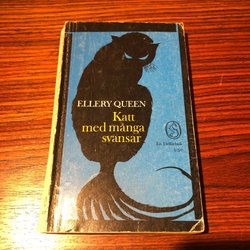 ELLERY QUEEN
Katt
med många
svansar
En Delfinbok